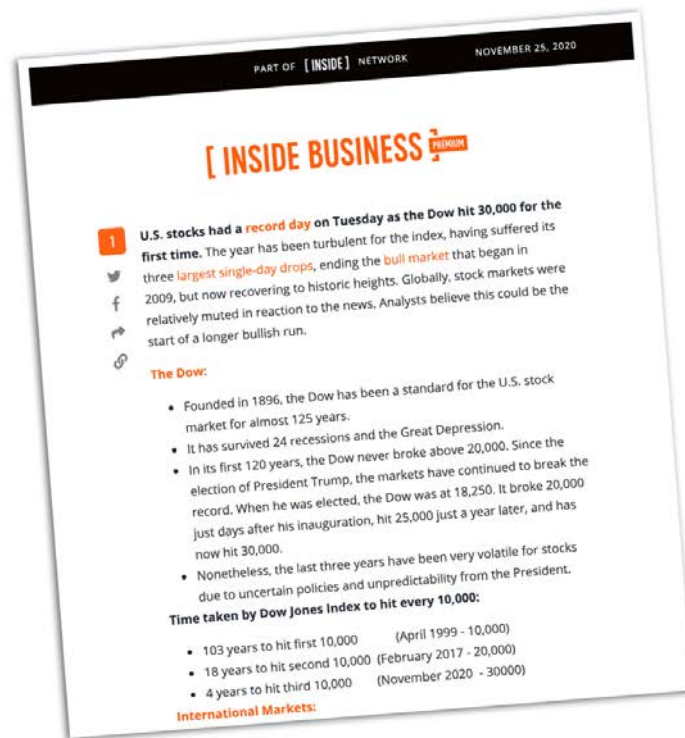 PART OF [INSIDE] NETWORK
NOVEMBER 25, 2020
[ INSIDE BUSINESS PREMIUM
1
U.S. stocks had a record day on Tuesday as the Dow hit 30,000 for the
first time. The year has been turbulent for the index, having suffered its
three largest single-day drops, ending the bull market that began in
2009, but now recovering to historic heights. Globally, stock markets were
relatively muted in reaction to the news. Analysts believe this could be the
start of a longer bullish run.
The Dow:
• Founded in 1896, the Dow has been a standard for the U.S. stock
market for almost 125 years.
• It has survived 24 recessions and the Great Depression.
• In its first 120 years, the Dow never broke above 20,000. Since the
election of President Trump, the markets have continued to break the
record. When he was elected, the Dow was at 18,250. It broke 20,000
just days after his inauguration, hit 25,000 just a year later, and has
now hit 30,000.
• Nonetheless, the last three years have been very volatile for stocks
due to uncertain policies and unpredictability from the President.
Time taken by Dow Jones Index to hit every 10,000:
• 103 years to hit first 10,000 (April 1999 - 10,000)
• 18 years to hit second 10,000 (February 2017 - 20,000)
• 4 years to hit third 10,000 (November 2020 - 30000)
International Markets: